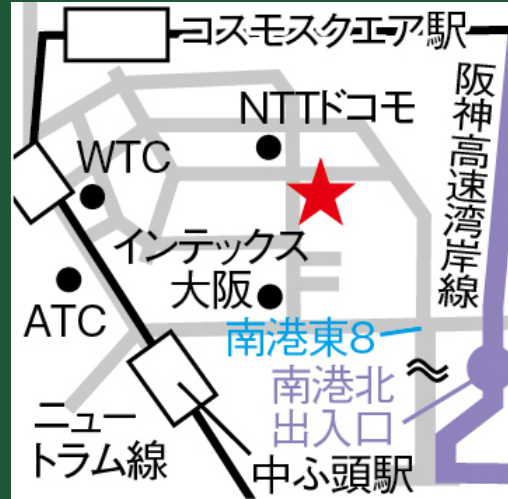 コスモスクエア駅
NTTドコモ
WTC
阪神高速湾岸線
インテックス
大阪
ATC
南港東8
南港北
出入口
ニュー
トラム線
中ふ頭駅